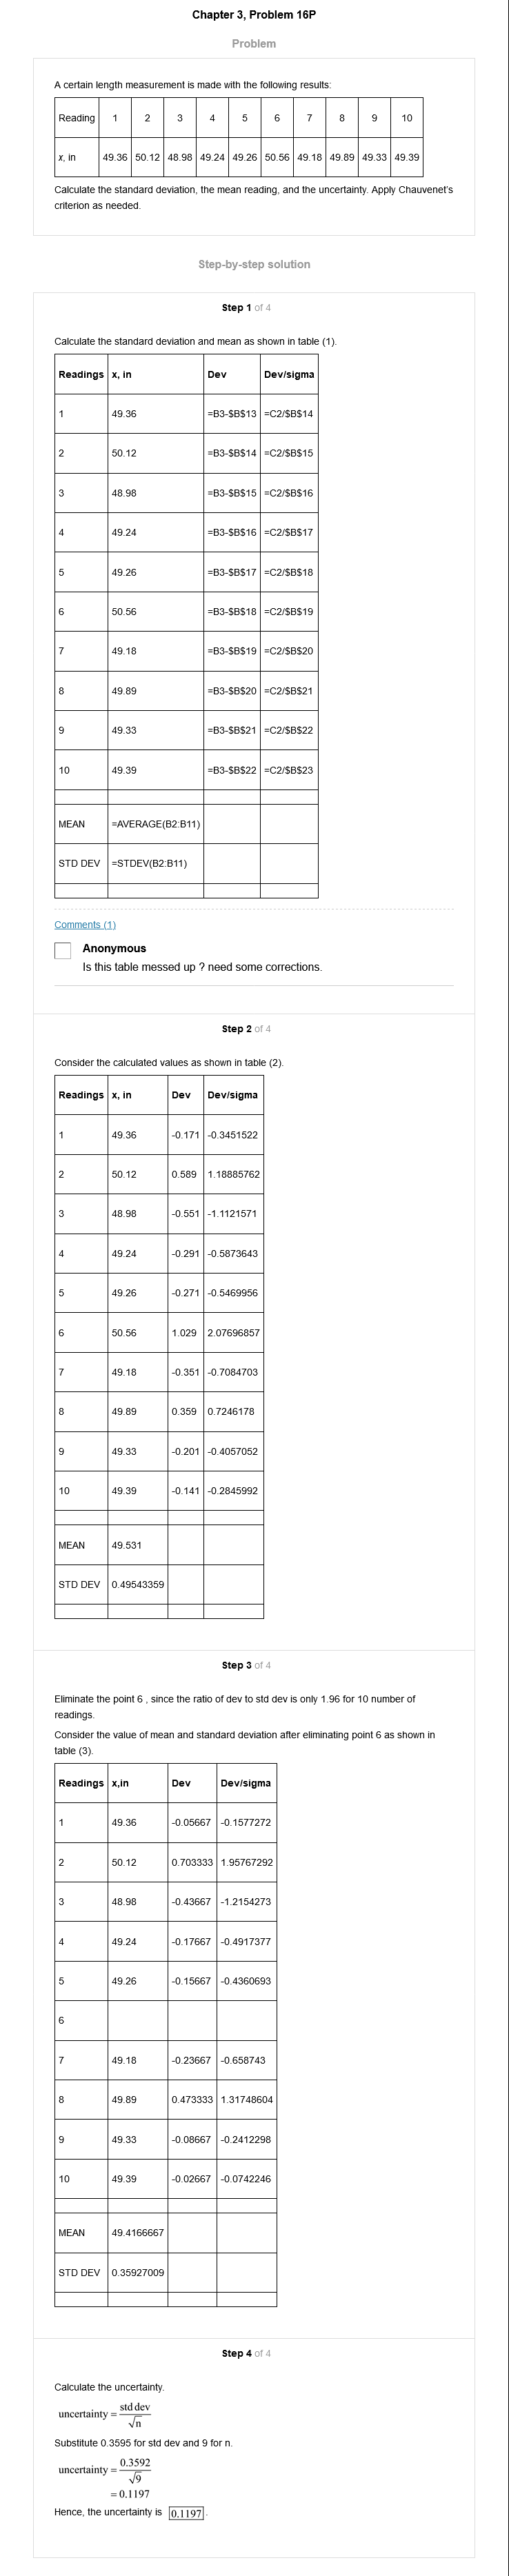 Chapter 3, Problem 16P
Problem
A certain length measurement is made with the following results:
Reading 1 2 3 4 5 6 7 8 9 10
x, in 49.36 50.12 48.98 49.24 49.26 50.56 49.18 49.89 49.33 49.39
Calculate the standard deviation, the mean reading, and the uncertainty. Apply Chauvenet's
criterion as needed.
Step-by-step solution
Step 1 of 4
Calculate the standard deviation and mean as shown in table (1).
Readings x, in Dev Dev/sigma
1 49.36 =B3-$B$13 =C2/$B$14
2 50.12 =B3-$B$14 =C2/$B$15
3 48.98 =B3-$B$15 =C2/$B$16
4 49.24 =B3-$B$16 =C2/$B$17
5 49.26 =B3-$B$17 =C2/$B$18
6 50.56 =B3-$B$18 =C2/$B$19
7 49.18 =B3-$B$19 =C2/$B$20
8 49.89 =B3-$B$20 =C2/$B$21
9 49.33 =B3-$B$21 =C2/$B$22
10 49.39 =B3-$B$22 =C2/$B$23
MEAN =AVERAGE(B2:B11)
STD DEV =STDEV(B2:B11)
Comments (1)
Anonymous
Is this table messed up ? need some corrections.
Step 2 of 4
Consider the calculated values as shown in table (2).
Readings x, in Dev Dev/sigma
1 49.36 -0.171 -0.3451522
2 50.12 0.589 1.18885762
3 48.98 -0.551 -1.1121571
4 49.24 -0.291 -0.5873643
5 49.26 -0.271 -0.5469956
6 50.56 1.029 2.07696857
7 49.18 -0.351 -0.7084703
8 49.89 0.359 0.7246178
9 49.33 -0.201 -0.4057052
10 49.39 -0.141 -0.2845992
MEAN 49.531
STD DEV 0.49543359
Step 3 of 4
Eliminate the point 6 , since the ratio of dev to std dev is only 1.96 for 10 number of
readings.
Consider the value of mean and standard deviation after eliminating point 6 as shown in
table (3).
Readings x,in Dev Dev/sigma
1 49.36 -0.05667 -0.1577272
2 50.12 0.703333 1.95767292
3 48.98 -0.43667 -1.2154273
4 49.24 -0.17667 -0.4917377
5 49.26 -0.15667 -0.4360693
6
7 49.18 -0.23667 -0.658743
8 49.89 0.473333 1.31748604
9 49.33 -0.08667 -0.2412298
10 49.39 -0.02667 -0.0742246
MEAN 49.4166667
STD DEV 0.35927009
Step 4 of 4
Calculate the uncertainty.
uncertainty = std dev / √n
Substitute 0.3595 for std dev and 9 for n.
uncertainty = 0.3592 / √9
= 0.1197
Hence, the uncertainty is 0.1197 .